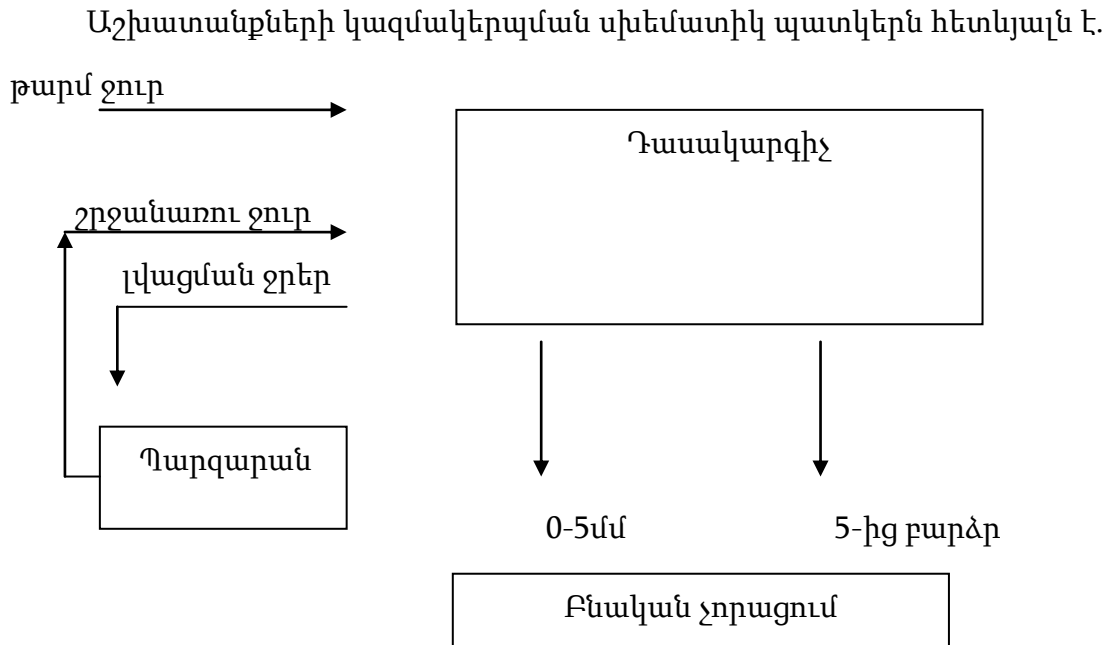 Աշխատանքների կազմակերպման սխեմատիկ պատկերն հետևյալն է.
թարմ ջուր
Դասակարգիչ
շրջանառու ջուր
լվացման ջրեր
Պարզարան
0-5մմ
5-ից բարձր
Բնական չորացում